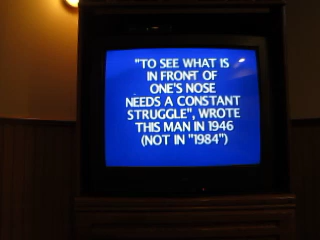 "TO SEE WHAT IS
IN FRONT OF
ONE'S NOSE
NEEDS A CONSTANT
STRUGGLE", WROTE
THIS MAN IN 1946
(NOT IN "1984")